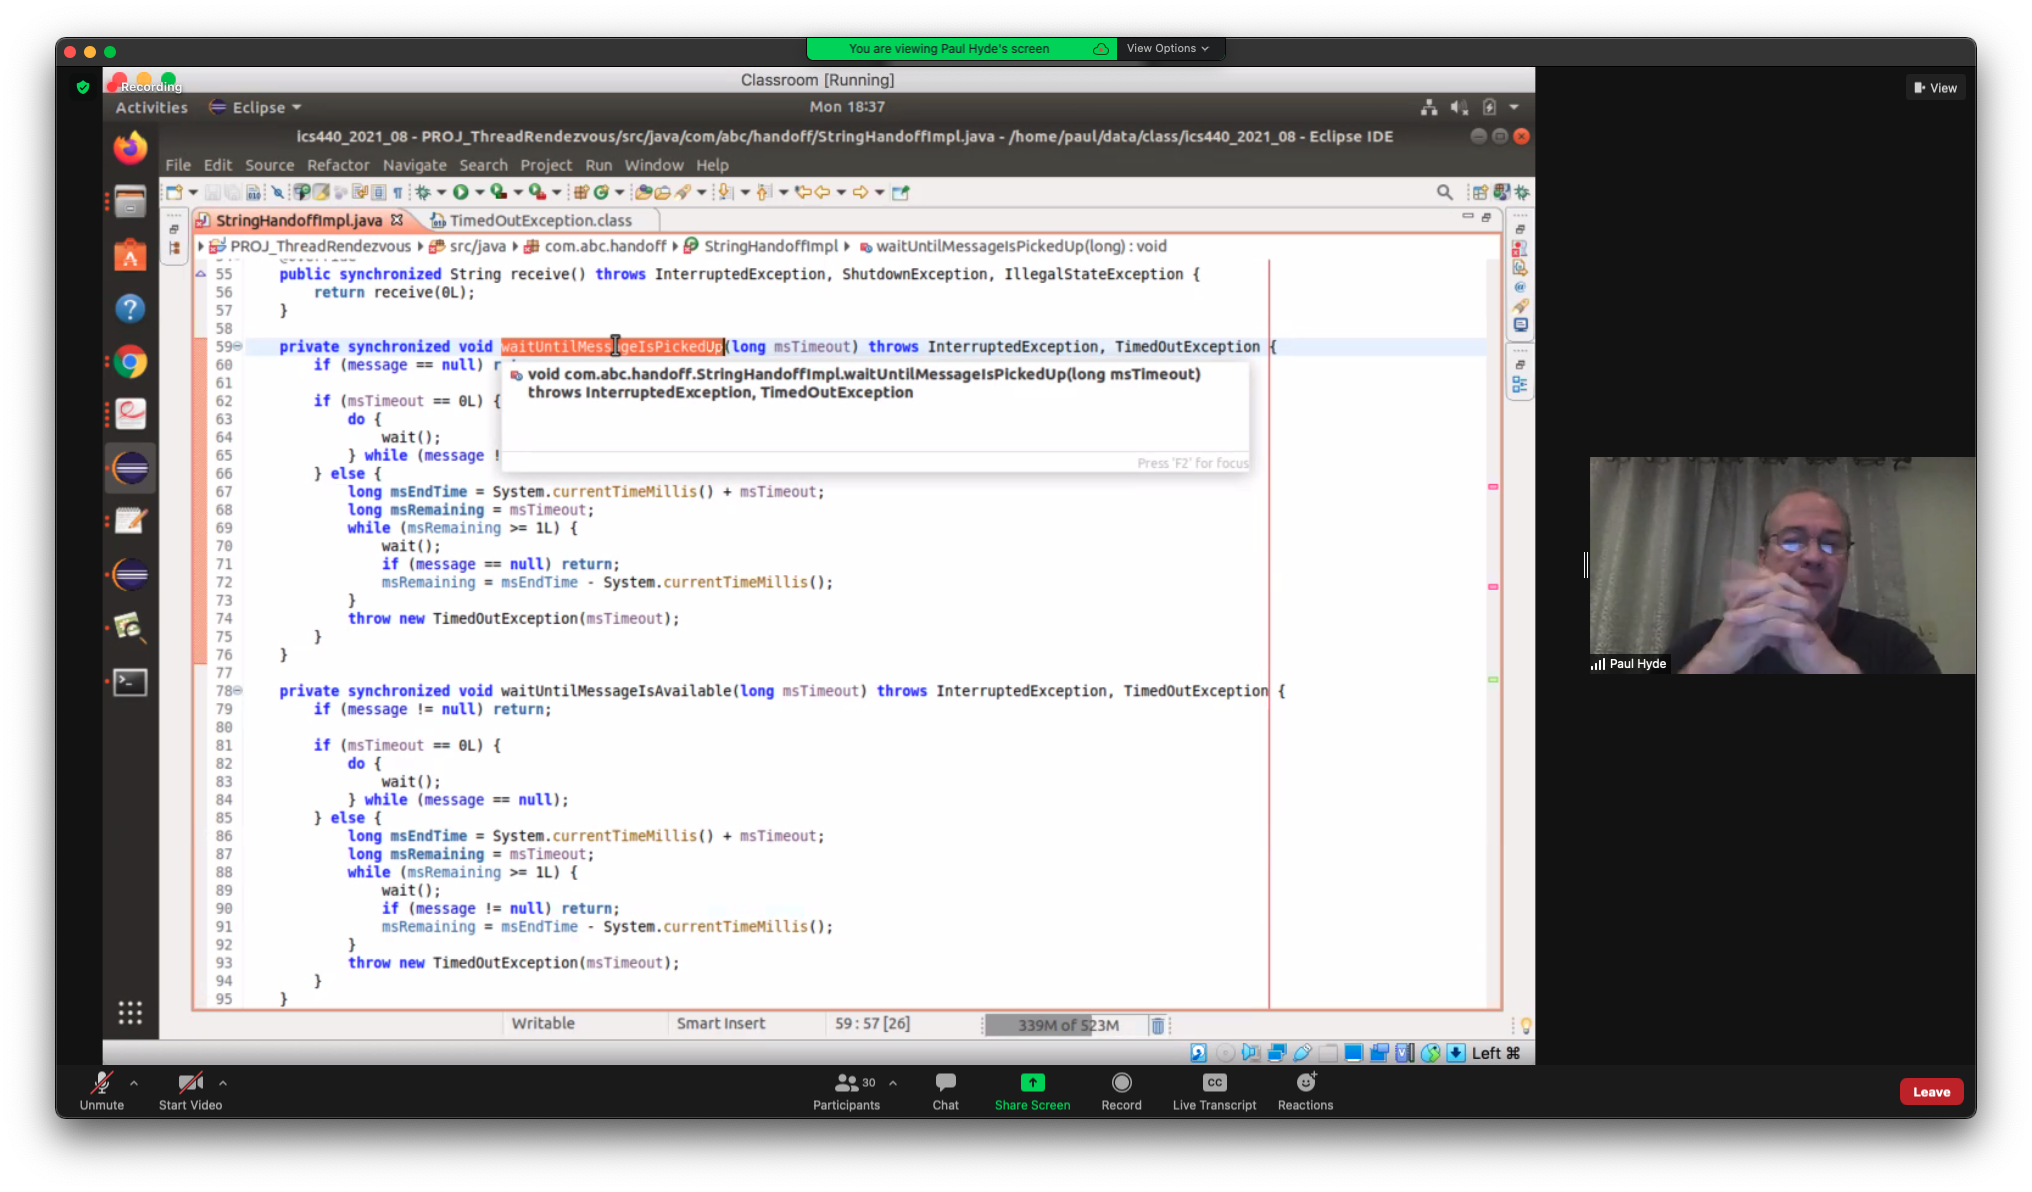 You are viewing Paul Hyde's screen
View Options
Classroom [Running]
Recording
View
Activities
Eclipse
Mon 18:37
ics440_2021_08 - PROJ_ThreadRendezvous/src/java/com/abc/handoff/StringHandoffImpl.java - /home/paul/data/class/ics440_2021_08 - Eclipse IDE
File Edit Source Refactor Navigate Search Project Run Window Help
StringHandoffImpl.java
TimedOutException.class
PROJ_ThreadRendezvous src/java com.abc.handoff StringHandoffImpl waitUntilMessageIsPickedUp(long) : void
55 public synchronized String receive() throws InterruptedException, ShutdownException, IllegalStateException {
56 return receive(0L);
57 }
58
59 private synchronized void waitUntilMessageIsPickedUp(long msTimeout) throws InterruptedException, TimedOutException {
60 if (message == null) r
void com.abc.handoff.StringHandoffImpl.waitUntilMessageIsPickedUp(long msTimeout)
throws InterruptedException, TimedOutException
Press 'F2' for focus
61
62 if (msTimeout == 0L) {
63 do {
64 wait();
65 } while (message !
66 } else {
67 long msEndTime = System.currentTimeMillis() + msTimeout;
68 long msRemaining = msTimeout;
69 while (msRemaining >= 1L) {
70 wait();
71 if (message == null) return;
72 msRemaining = msEndTime - System.currentTimeMillis();
73 }
74 throw new TimedOutException(msTimeout);
75 }
76 }
77
78 private synchronized void waitUntilMessageIsAvailable(long msTimeout) throws InterruptedException, TimedOutException {
79 if (message != null) return;
80
81 if (msTimeout == 0L) {
82 do {
83 wait();
84 } while (message == null);
85 } else {
86 long msEndTime = System.currentTimeMillis() + msTimeout;
87 long msRemaining = msTimeout;
88 while (msRemaining >= 1L) {
89 wait();
90 if (message != null) return;
91 msRemaining = msEndTime - System.currentTimeMillis();
92 }
93 throw new TimedOutException(msTimeout);
94 }
95 }
Paul Hyde
Writable
Smart Insert
59 : 57 [26]
339M of 523M
Left ⌘
Unmute
Start Video
30
Participants
Chat
Share Screen
Record
CC
Live Transcript
Reactions
Leave